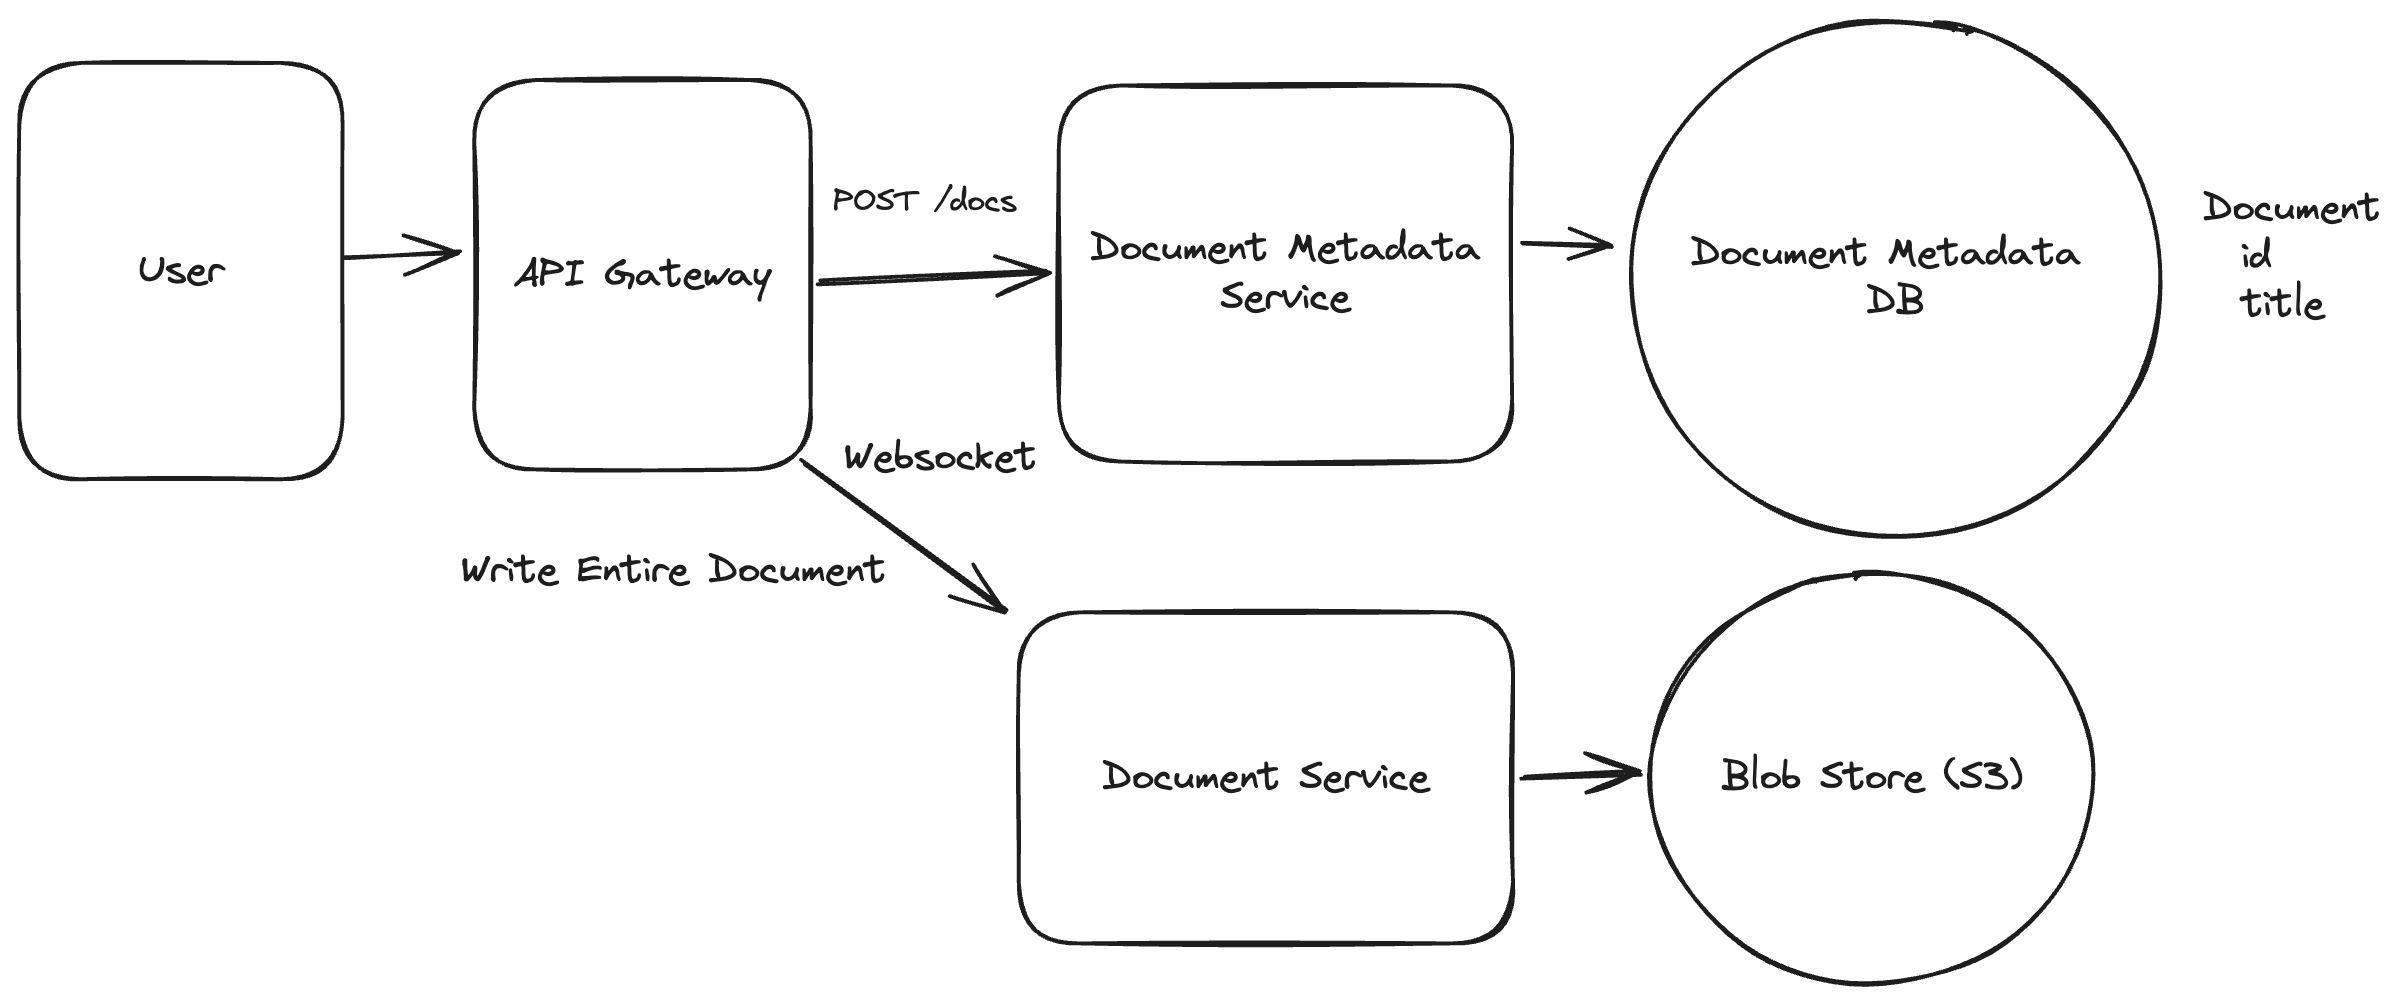 User
API Gateway
POST /docs
Document Metadata
Service
Document Metadata
DB
Document
id
title
Websocket
Write Entire Document
Document Service
Blob Store (S3)